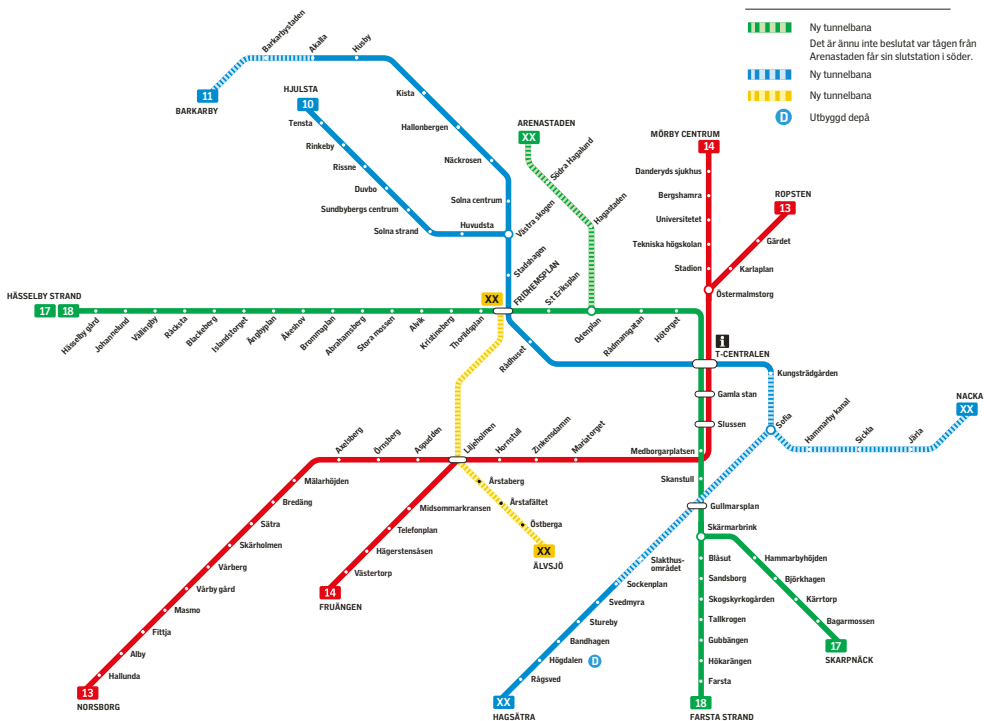 Ny tunnelbana
Det är ännu inte beslutat var tågen från
Arenastaden får sin slutstation i söder.
Ny tunnelbana
Ny tunnelbana
D
Utbyggd depå
Barkarbystaden
Akalla
Husby
11
BARKARBY
HJULSTA
10
Tensta
Rinkeby
Rissne
Duvbo
Sundbybergs centrum
Solna strand
Huvudsta
Kista
Hallonbergen
Näckrosen
Solna centrum
Västra skogen
Stadshagen
ARENASTADEN
XX
Södra Hagalund
Hagastaden
MÖRBY CENTRUM
14
Danderyds sjukhus
Bergshamra
Universitetet
Tekniska högskolan
Stadion
ROPSTEN
13
Gärdet
Karlaplan
Östermalmstorg
HÄSSELBY STRAND
17
18
Hässelby gård
Johannelund
Vällingby
Råcksta
Blackeberg
Islandstorget
Ängbyplan
Åkeshov
Brommaplan
Abrahamsberg
Stora mossen
Alvik
Kristineberg
Thorildsplan
XX
FRIDHEMSPLAN
S:t Eriksplan
Odenplan
Rådmansgatan
Hötorget
Rådhuset
i
T-CENTRALEN
Kungsträdgården
Gamla stan
Slussen
Sofia
Hammarby kanal
Sickla
Järla
NACKA
XX
Axelsberg
Örnsberg
Aspudden
Liljeholmen
Hornstull
Zinkensdamm
Mariatorget
Medborgarplatsen
Skanstull
Gullmarsplan
Skärmarbrink
Mälarhöjden
Bredäng
Sätra
Skärholmen
Vårberg
Vårby gård
Masmo
Fittja
Alby
Hallunda
13
NORSBORG
Midsommarkransen
Telefonplan
Hägerstensåsen
Västertorp
14
FRUÄNGEN
Årstaberg
Årstafältet
Östberga
XX
ÄLVSJÖ
Slakthus-
området
Sockenplan
Svedmyra
Stureby
Bandhagen
Högdalen
D
Rågsved
XX
HAGSÄTRA
Blåsut
Sandsborg
Skogskyrkogården
Tallkrogen
Gubbängen
Hökarängen
Farsta
18
FARSTA STRAND
Hammarbyhöjden
Björkhagen
Kärrtorp
Bagarmossen
17
SKARPNÄCK